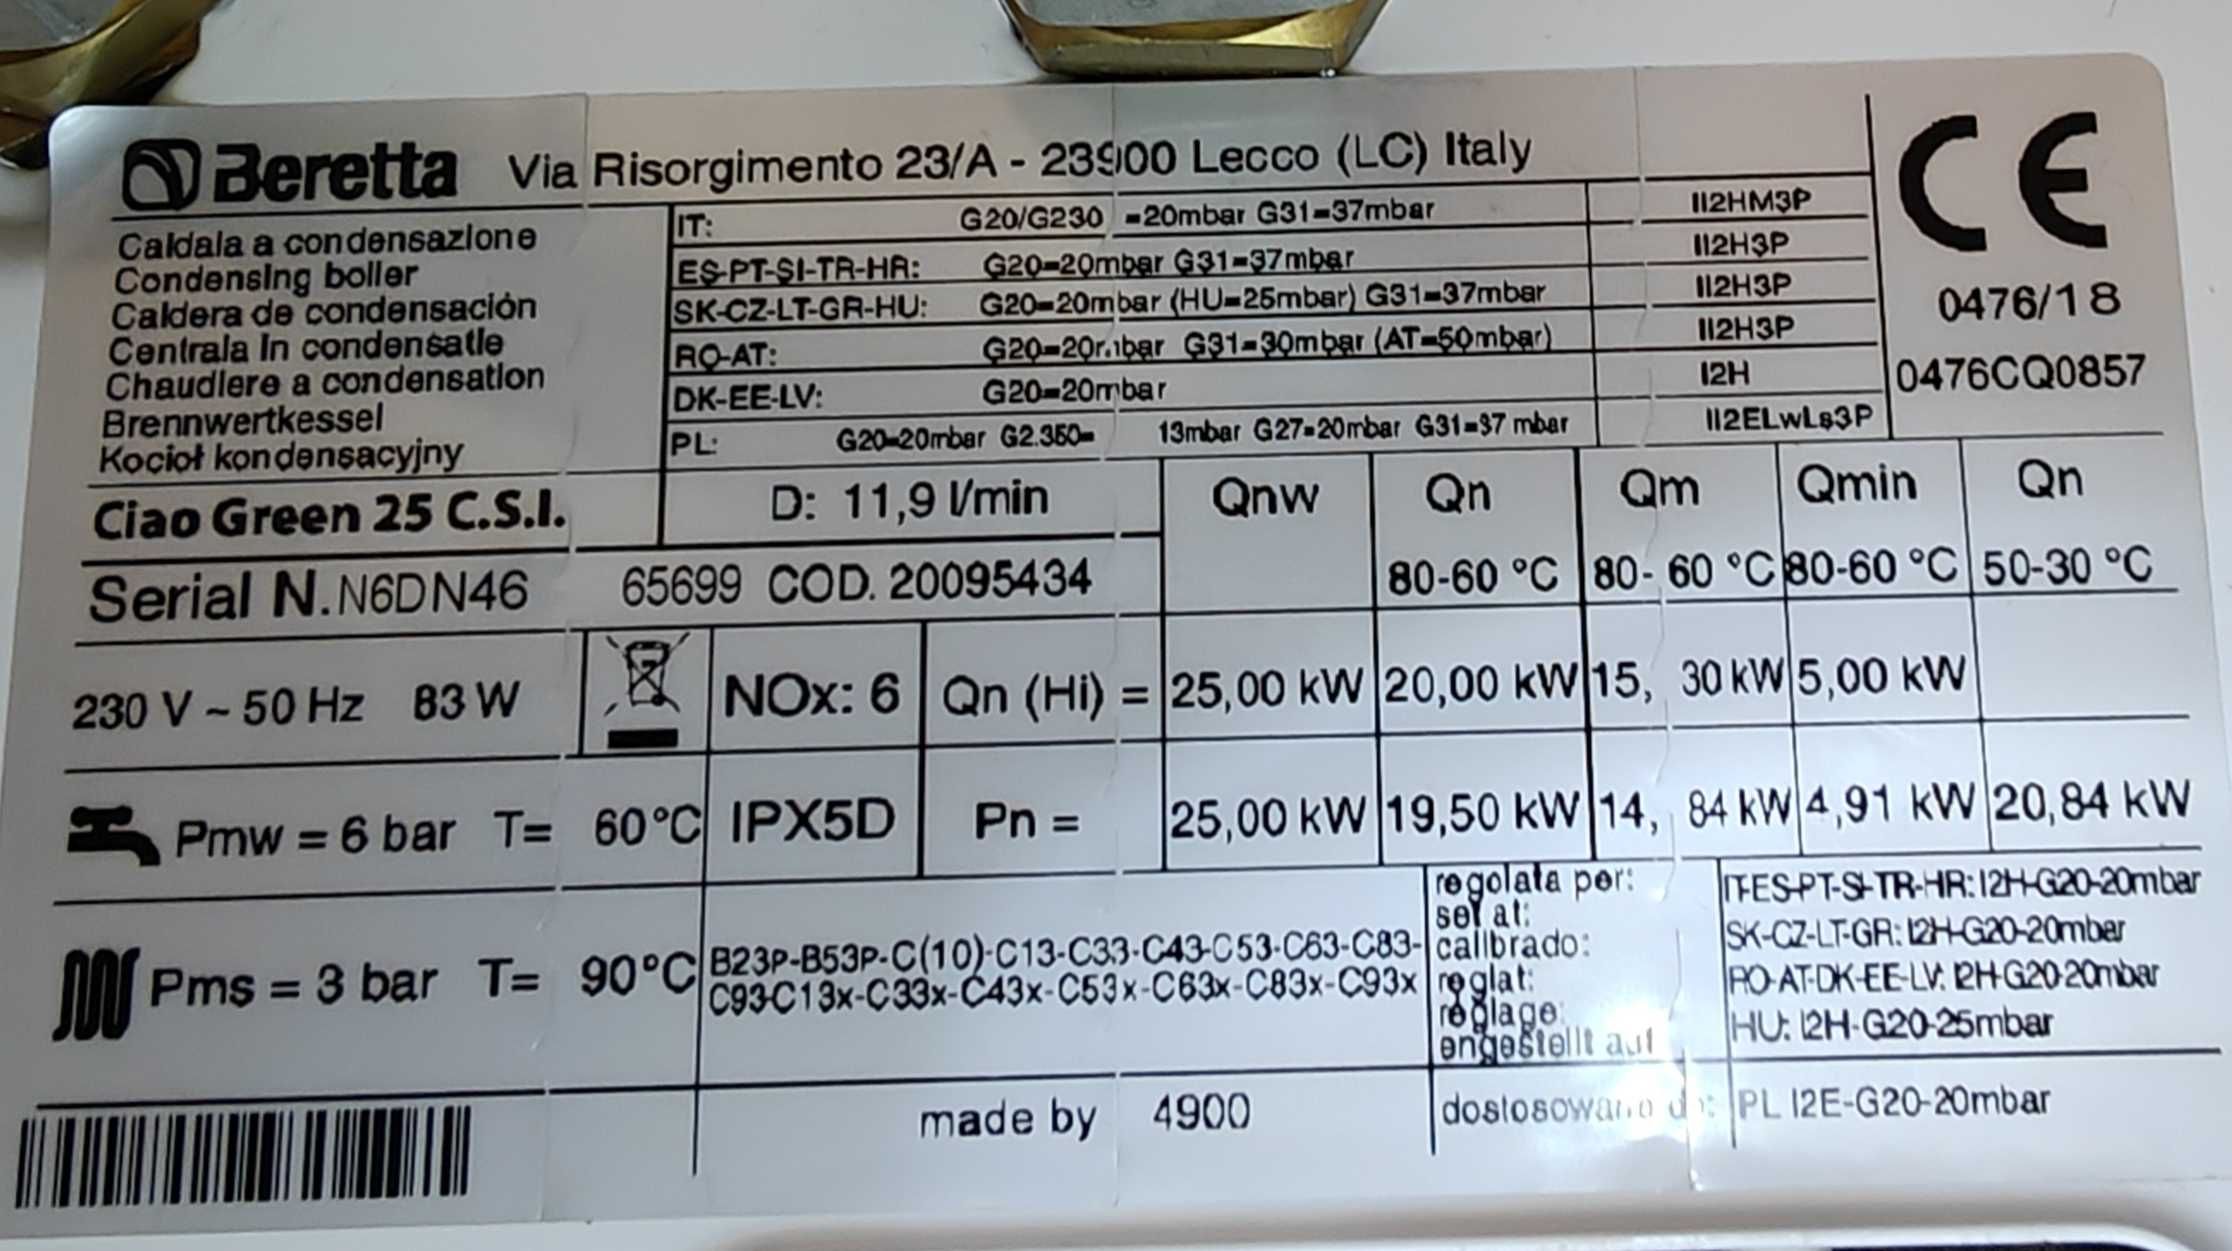 Beretta Via Risorgimento 23/A - 23900 Lecco (LC) Italy
CE
0476/18
0476CQ0857
Caldaia a condensazione
Condensing boiler
Caldera de condensación
Centrala in condensatie
Chaudiere a condensation
Brennwertkessel
Kocioł kondensacyjny
IT: G20/G230 =20mbar G31=37mbar II2HM3P
ES-PT-SI-TR-HR: G20=20mbar G31=37mbar II2H3P
SK-CZ-LT-GR-HU: G20=20mbar (HU=25mbar) G31=37mbar II2H3P
RO-AT: G20=20mbar G31=30mbar (AT=50mbar) II2H3P
DK-EE-LV: G20=20mbar I2H
PL: G20=20mbar G2.350= 13mbar G27=20mbar G31=37 mbar II2ELwLs3P
Ciao Green 25 C.S.I. D: 11,9 l/min
Serial N. N6DN46 65699 COD. 20095434
Qnw Qn Qm Qmin Qn
80-60 °C 80- 60 °C 80-60 °C 50-30 °C
230 V ~ 50 Hz 83 W NOx: 6 Qn (Hi) = 25,00 kW 20,00 kW 15, 30 kW 5,00 kW
Pmw = 6 bar T= 60°C IPX5D Pn = 25,00 kW 19,50 kW 14, 84 kW 4,91 kW 20,84 kW
Pms = 3 bar T= 90°C
B23P-B53P-C(10)-C13-C33-C43-C53-C63-C83-
C93-C13x-C33x-C43x-C53x-C63x-C83x-C93x
regolata per:
set at:
calibrado:
reglat:
réglage:
engestellt auf
IT-ES-PT-SI-TR-HR: I2H-G20-20mbar
SK-CZ-LT-GR: I2H-G20-20mbar
RO-AT-DK-EE-LV: I2H-G20-20mbar
HU: I2H-G20-25mbar
made by 4900
dostosowano do: PL I2E-G20-20mbar